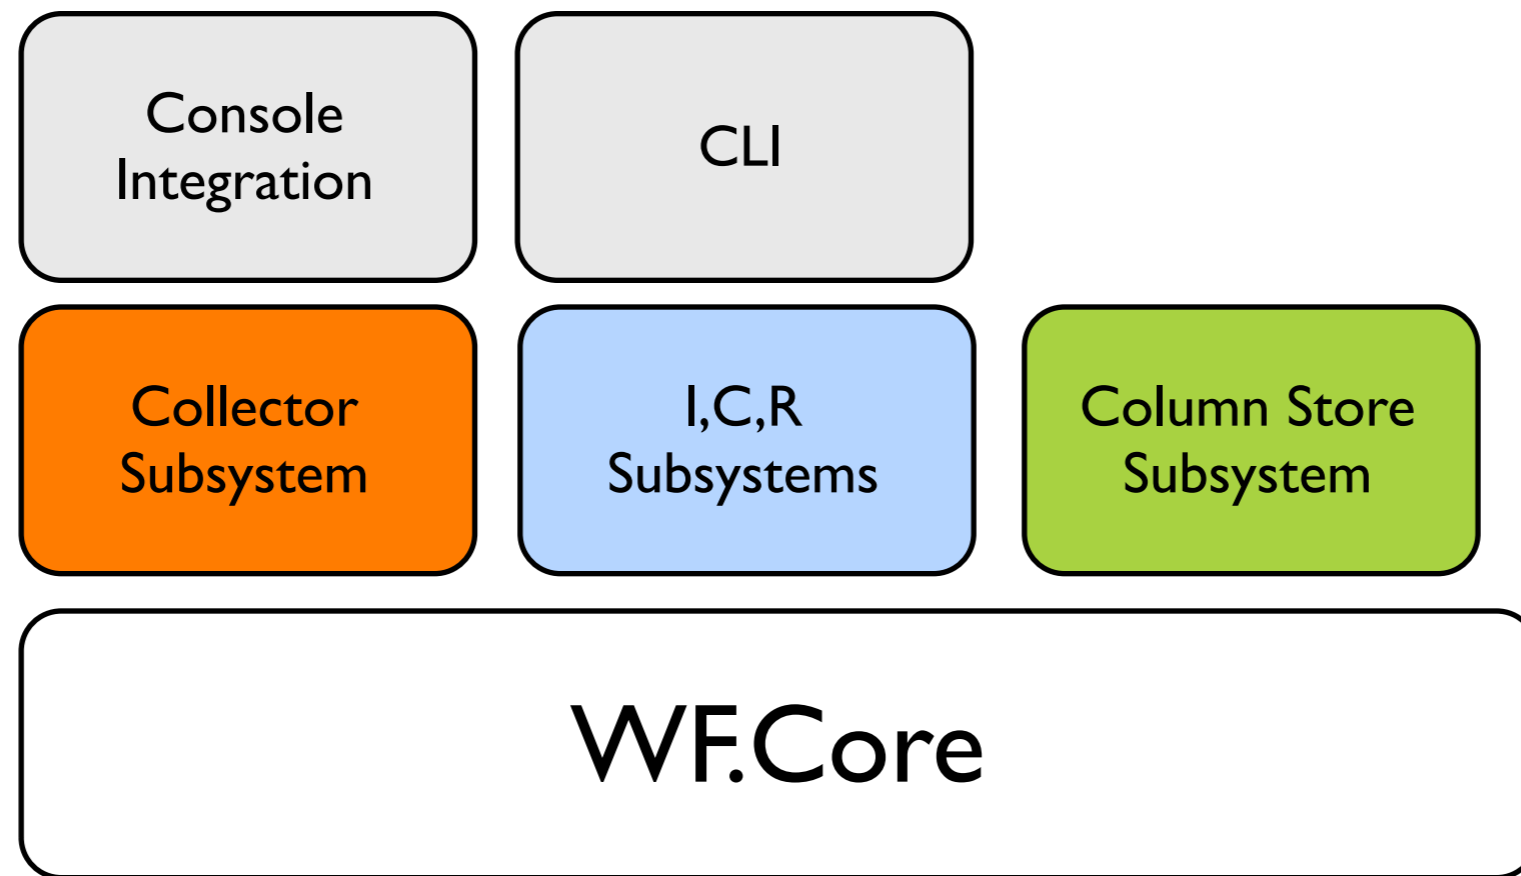 Console
Integration
CLI
Collector
Subsystem
I,C,R
Subsystems
Column Store
Subsystem
WF.Core